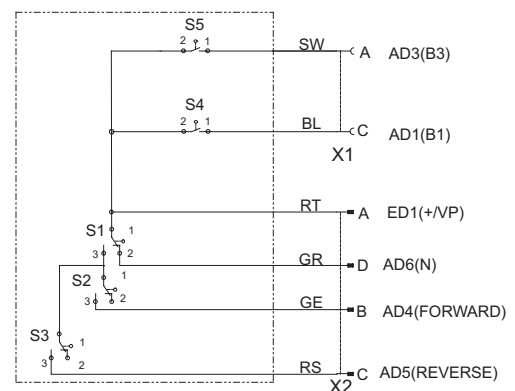 S5
2 1 SW A AD3(B3)
S4
2 1 BL C AD1(B1)
X1
RT A ED1(+/VP)
S1 1
3 2 GR D AD6(N)
S2 1
3 2 GE B AD4(FORWARD)
S3 1
3 2 RS C AD5(REVERSE)
X2